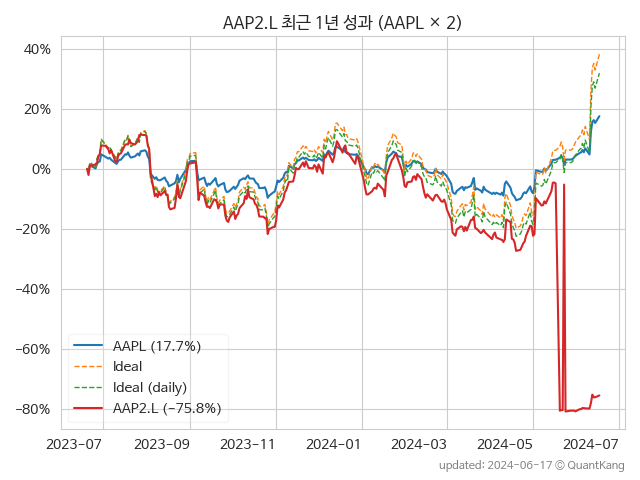 AAP2.L 최근 1년 성과 (AAPL × 2)
40%
20%
0%
−20%
−40%
−60%
−80%
AAPL (17.7%)
Ideal
Ideal (daily)
AAP2.L (−75.8%)
2023-07 2023-09 2023-11 2024-01 2024-03 2024-05 2024-07
updated: 2024-06-17 © QuantKang